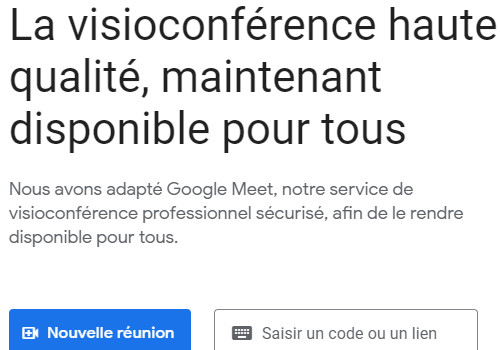 La visioconférence haute
qualité, maintenant
disponible pour tous
Nous avons adapté Google Meet, notre service de
visioconférence professionnel sécurisé, afin de le rendre
disponible pour tous.
Nouvelle réunion
Saisir un code ou un lien